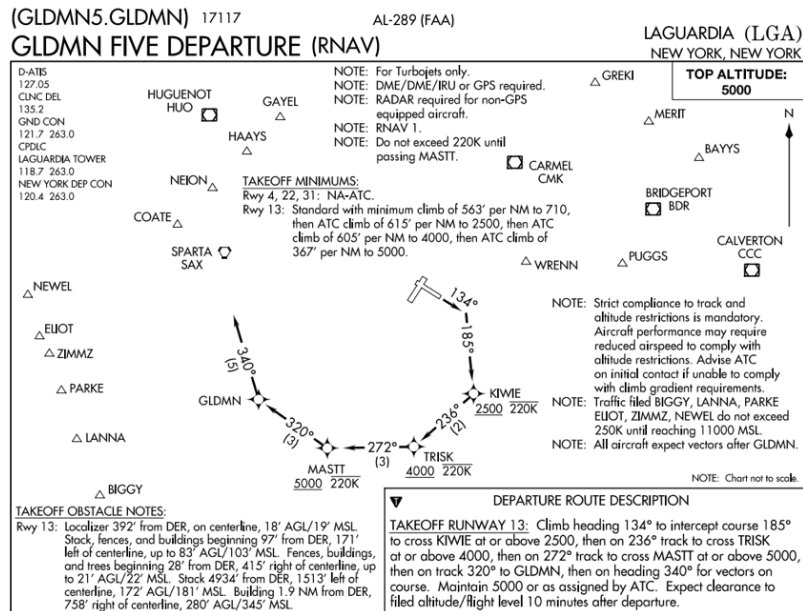 (GLDMN5.GLDMN) 17117
AL-289 (FAA)
LAGUARDIA (LGA)
GLDMN FIVE DEPARTURE (RNAV)
NEW YORK, NEW YORK
D-ATIS
127.05
CLNC DEL
135.2
GND CON
121.7 263.0
CPDLC
LAGUARDIA TOWER
118.7 263.0
NEW YORK DEP CON
120.4 263.0
NOTE: For Turbojets only.
NOTE: DME/DME/IRU or GPS required.
NOTE: RADAR required for non-GPS
equipped aircraft.
NOTE: RNAV 1.
NOTE: Do not exceed 220K until
passing MASTT.
TOP ALTITUDE:
5000
N
HUGUENOT
HUO
GAYEL
HAAYS
NEION
COATE
SPARTA
SAX
GREKI
MERIT
BAYYS
CARMEL
CMK
BRIDGEPORT
BDR
CALVERTON
CCC
WRENN
PUGGS
TAKEOFF MINIMUMS:
Rwy 4, 22, 31: NA-ATC.
Rwy 13: Standard with minimum climb of 563' per NM to 710,
then ATC climb of 615' per NM to 2500, then ATC
climb of 605' per NM to 4000, then ATC climb of
367' per NM to 5000.
NEWEL
ELIOT
ZIMMZ
PARKE
LANNA
BIGGY
134°
185°
KIWIE
2500 220K
236°
(2)
TRISK
4000 220K
272°
(3)
MASTT
5000 220K
320°
(3)
GLDMN
340°
(5)
NOTE: Strict compliance to track and
altitude restrictions is mandatory.
Aircraft performance may require
reduced airspeed to comply with
altitude restrictions. Advise ATC
on initial contact if unable to comply
with climb gradient requirements.
NOTE: Traffic filed BIGGY, LANNA, PARKE
ELIOT, ZIMMZ, NEWEL do not exceed
250K until reaching 11000 MSL.
NOTE: All aircraft expect vectors after GLDMN.
NOTE: Chart not to scale.
TAKEOFF OBSTACLE NOTES:
Rwy 13: Localizer 392' from DER, on centerline, 18' AGL/19' MSL.
Stack, fences, and buildings beginning 97' from DER, 171'
left of centerline, up to 83' AGL/103' MSL. Fences, buildings,
and trees beginning 28' from DER, 415' right of centerline, up
to 21' AGL/22' MSL. Stack 4934' from DER, 1513' left of
centerline, 172' AGL/181' MSL. Building 1.9 NM from DER,
758' right of centerline, 280' AGL/345' MSL.
T
DEPARTURE ROUTE DESCRIPTION
TAKEOFF RUNWAY 13: Climb heading 134° to intercept course 185°
to cross KIWIE at or above 2500, then on 236° track to cross TRISK
at or above 4000, then on 272° track to cross MASTT at or above 5000,
then on track 320° to GLDMN, then on heading 340° for vectors on
course. Maintain 5000 or as assigned by ATC. Expect clearance to
filed altitude/flight level 10 minutes after departure.